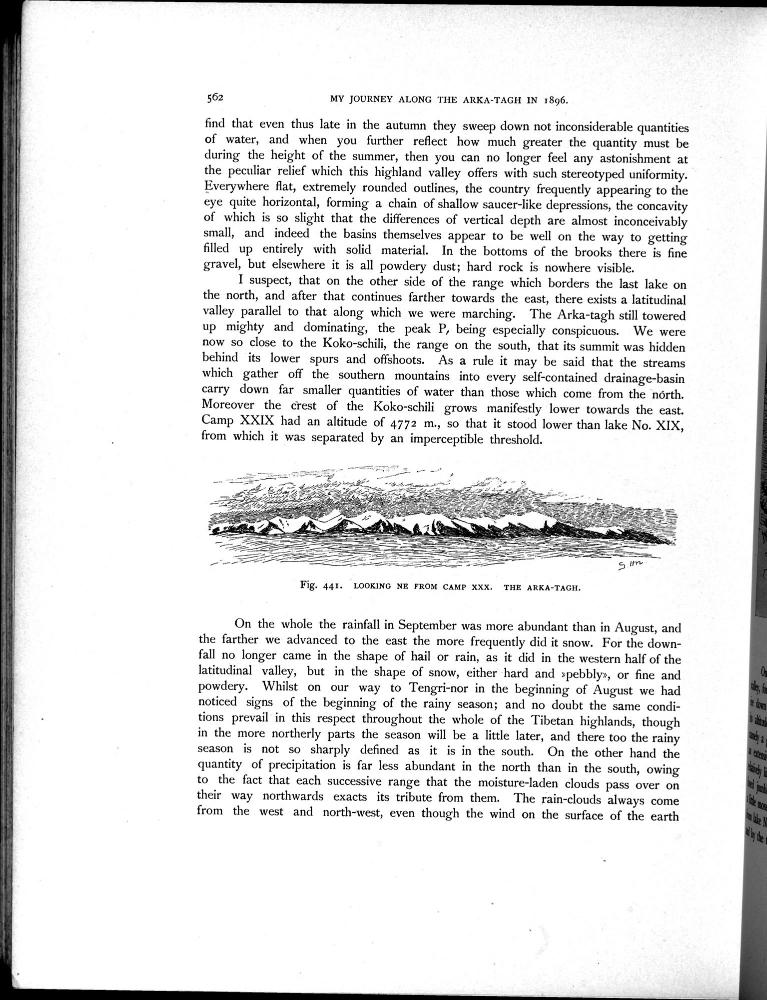 562
MY JOURNEY ALONG THE ARKA-TAGH IN 1896.
find that even thus late in the autumn they sweep down not inconsiderable quantities
of water, and when you further reflect how much greater the quantity must be
during the height of the summer, then you can no longer feel any astonishment at
the peculiar relief which this highland valley offers with such stereotyped uniformity.
Everywhere flat, extremely rounded outlines, the country frequently appearing to the
eye quite horizontal, forming a chain of shallow saucer-like depressions, the concavity
of which is so slight that the differences of vertical depth are almost inconceivably
small, and indeed the basins themselves appear to be well on the way to getting
filled up entirely with solid material. In the bottoms of the brooks there is fine
gravel, but elsewhere it is all powdery dust; hard rock is nowhere visible.
I suspect, that on the other side of the range which borders the last lake on
the north, and after that continues farther towards the east, there exists a latitudinal
valley parallel to that along which we were marching. The Arka-tagh still towered
up mighty and dominating, the peak P, being especially conspicuous. We were
now so close to the Koko-schili, the range on the south, that its summit was hidden
behind its lower spurs and offshoots. As a rule it may be said that the streams
which gather off the southern mountains into every self-contained drainage-basin
carry down far smaller quantities of water than those which come from the north.
Moreover the crest of the Koko-schili grows manifestly lower towards the east.
Camp XXIX had an altitude of 4772 m., so that it stood lower than lake No. XIX,
from which it was separated by an imperceptible threshold.
Fig. 441. LOOKING NE FROM CAMP XXX. THE ARKA-TAGH.
On the whole the rainfall in September was more abundant than in August, and
the farther we advanced to the east the more frequently did it snow. For the down-
fall no longer came in the shape of hail or rain, as it did in the western half of the
latitudinal valley, but in the shape of snow, either hard and »pebbly», or fine and
powdery. Whilst on our way to Tengri-nor in the beginning of August we had
noticed signs of the beginning of the rainy season; and no doubt the same condi-
tions prevail in this respect throughout the whole of the Tibetan highlands, though
in the more northerly parts the season will be a little later, and there too the rainy
season is not so sharply defined as it is in the south. On the other hand the
quantity of precipitation is far less abundant in the north than in the south, owing
to the fact that each successive range that the moisture-laden clouds pass over on
their way northwards exacts its tribute from them. The rain-clouds always come
from the west and north-west, even though the wind on the surface of the earth